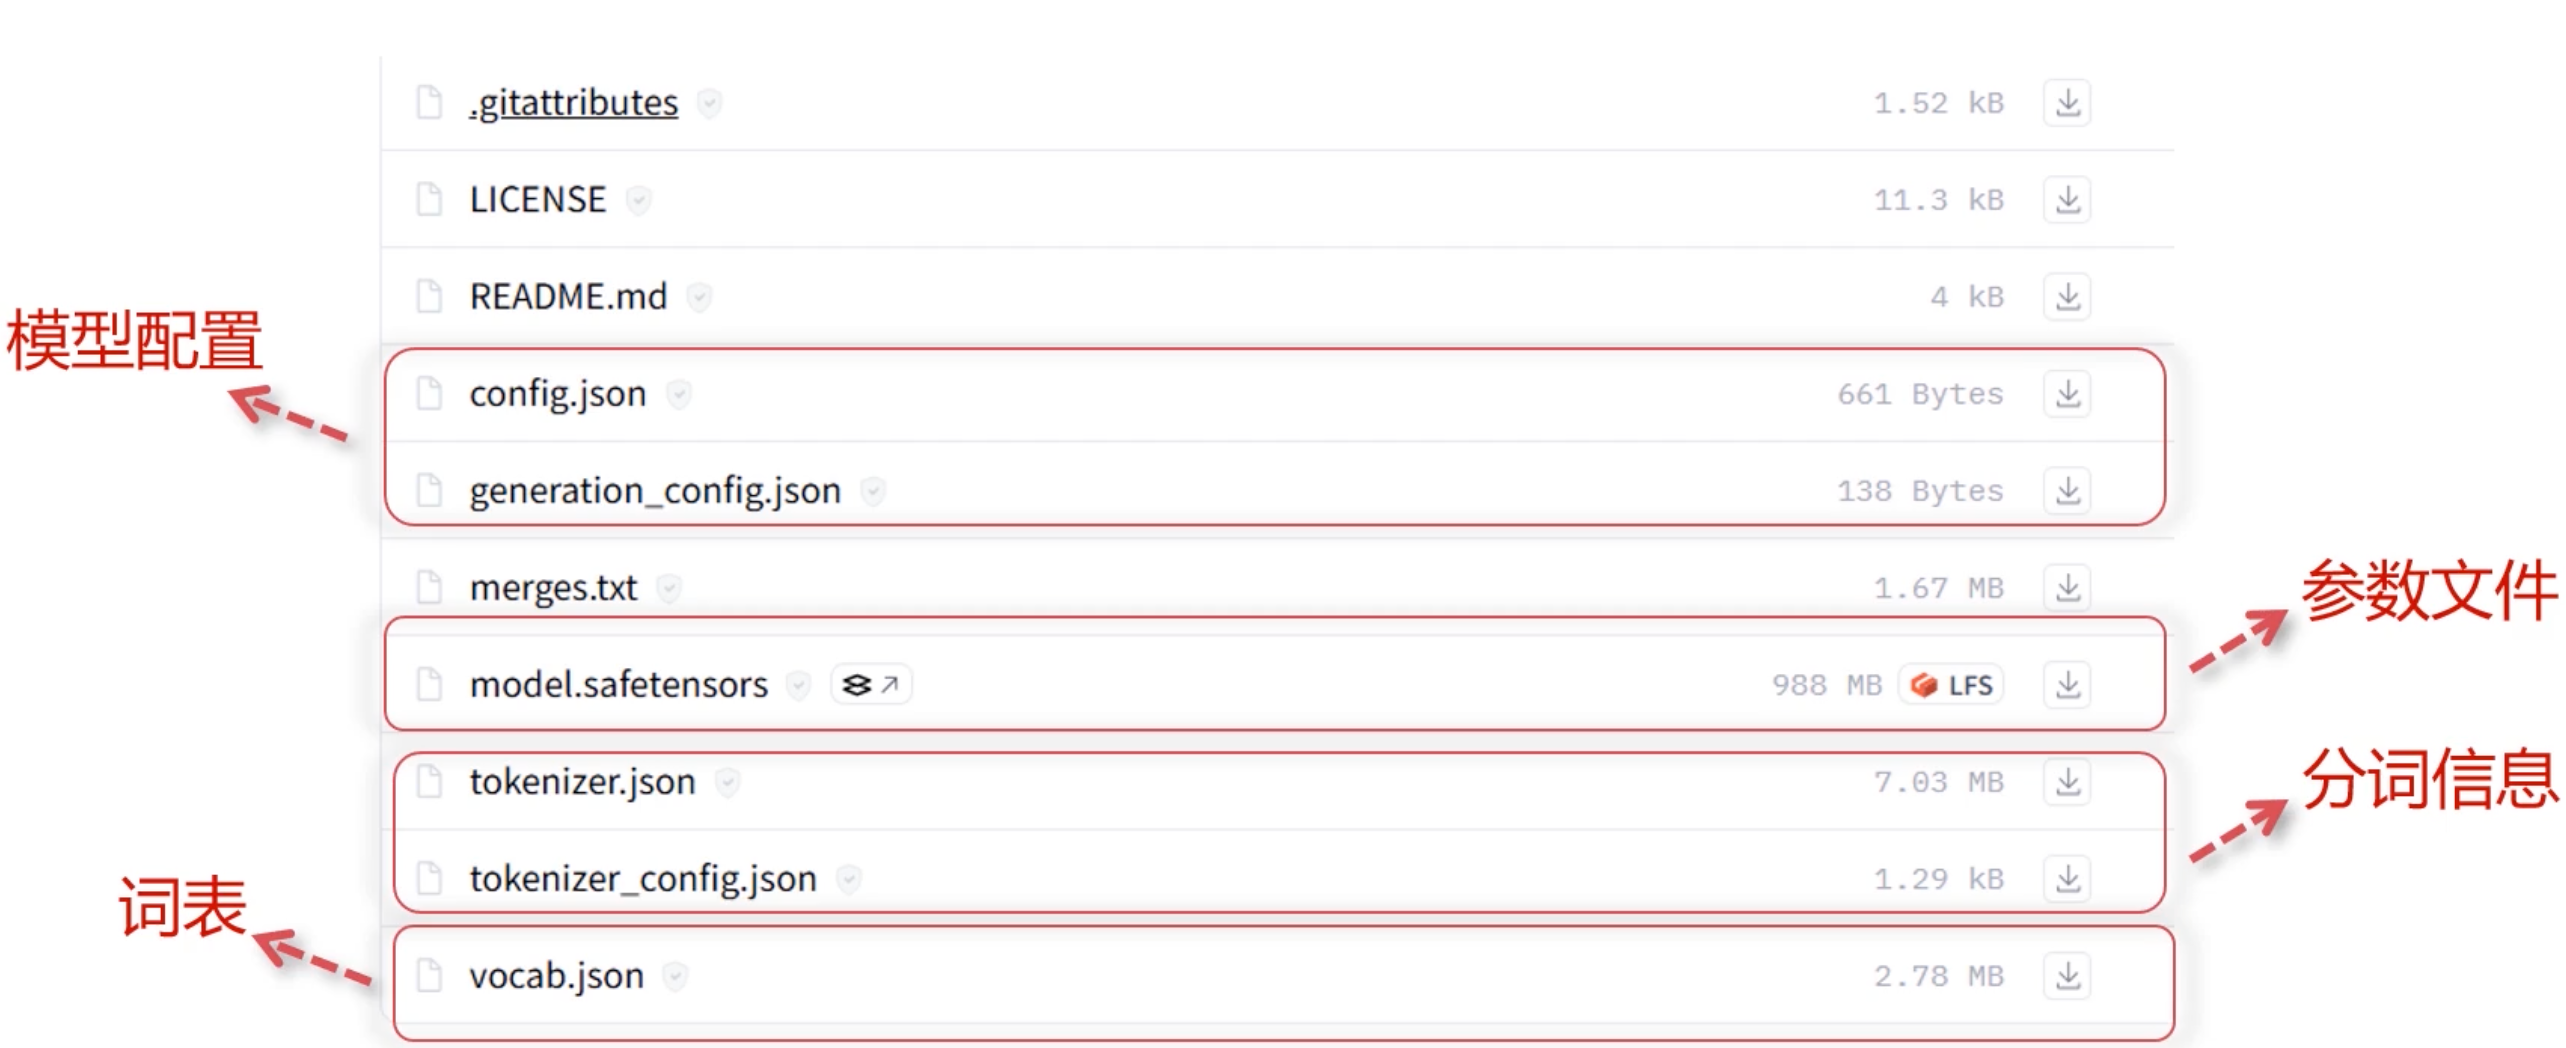 .gitattributes 1.52 kB
LICENSE 11.3 kB
README.md 4 kB
模型配置
config.json 661 Bytes
generation_config.json 138 Bytes
merges.txt 1.67 MB
参数文件
model.safetensors 988 MB LFS
分词信息
tokenizer.json 7.03 MB
tokenizer_config.json 1.29 kB
词表
vocab.json 2.78 MB